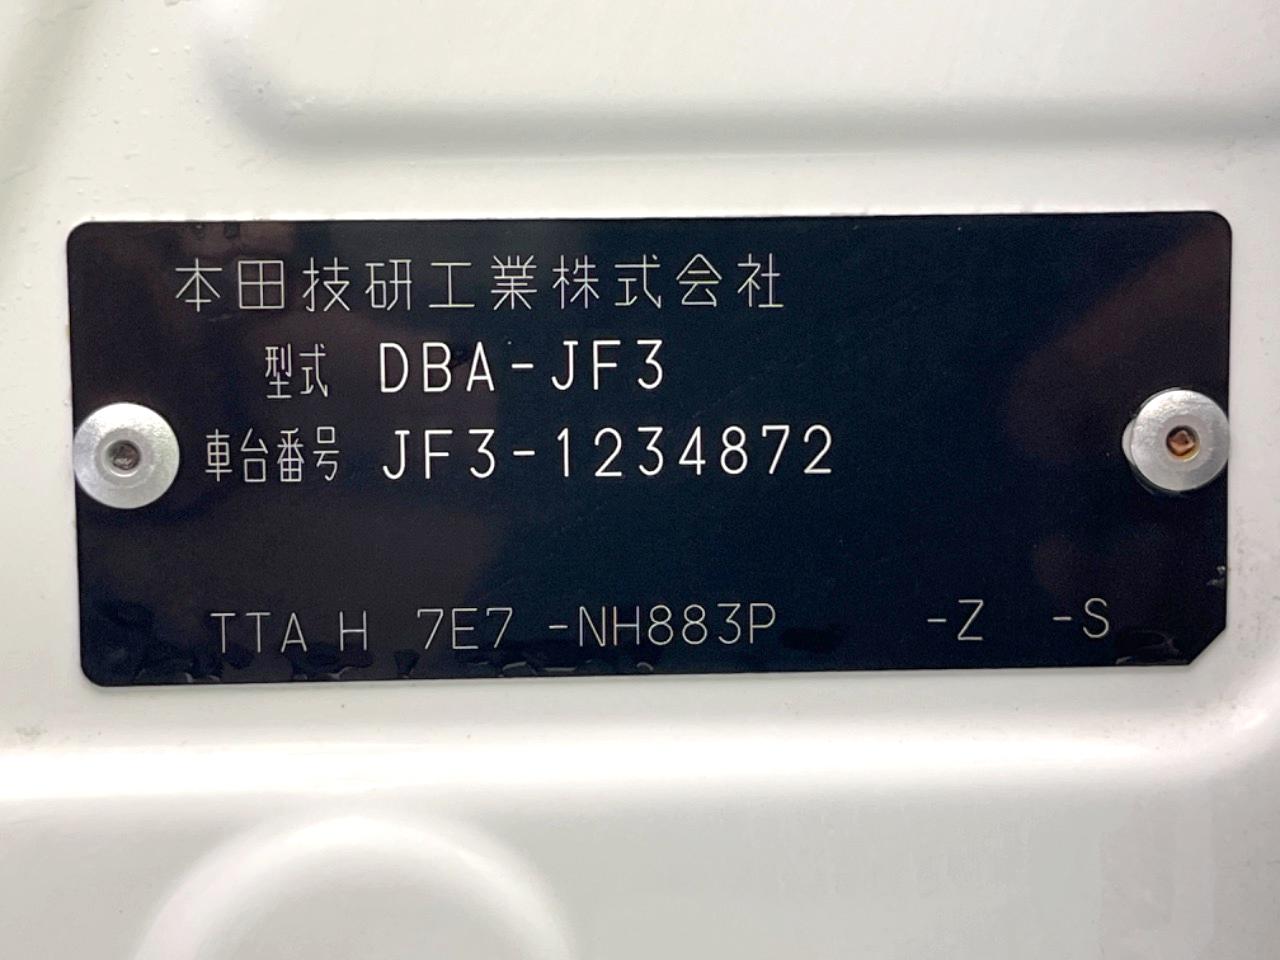 本田技研工業株式会社
型式 DBA-JF3
車台番号 JF3-1234872
TTA H 7E7 -NH883P -Z -S